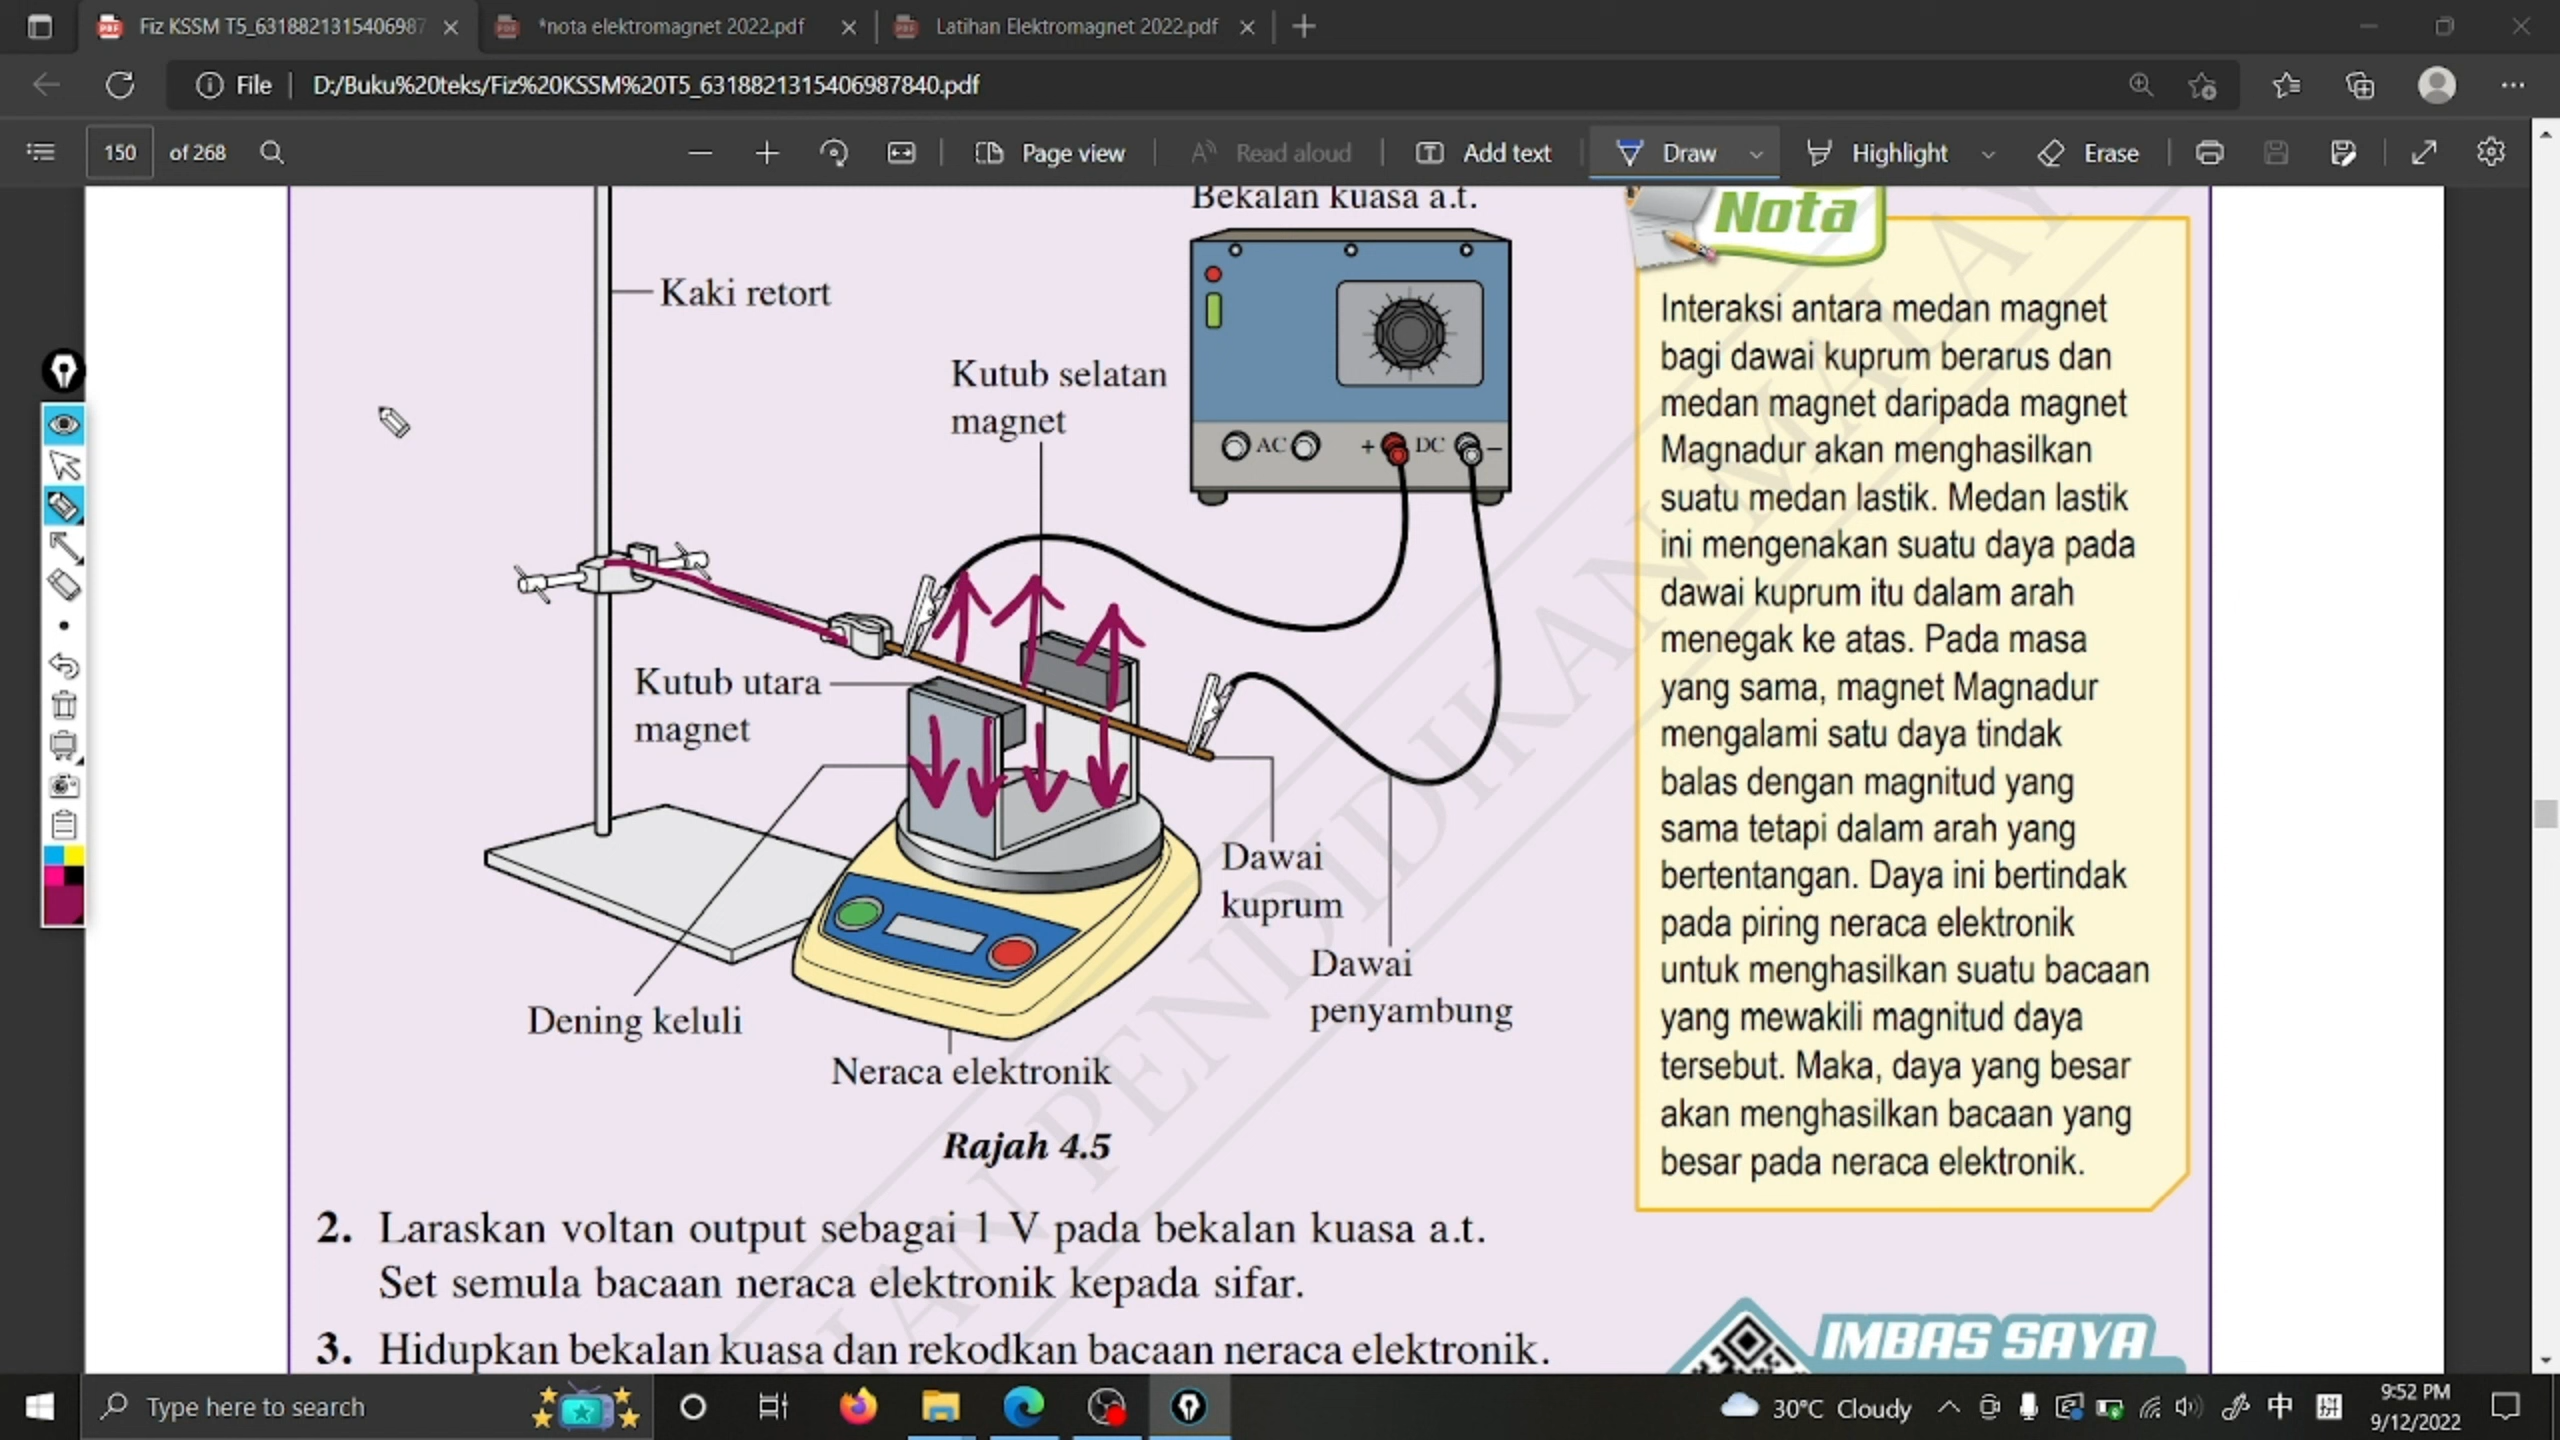 Fiz KSSM T5_6318821315406987
*nota elektromagnet 2022.pdf
Latihan Elektromagnet 2022.pdf
File
D:/Buku%20teks/Fiz%20KSSM%20T5_6318821315406987840.pdf
150
of 268
Page view
Read aloud
Add text
Draw
Highlight
Erase
Bekalan kuasa a.t.
Kaki retort
Kutub selatan
magnet
AC
+
DC
-
Kutub utara
magnet
Dawai
kuprum
Dawai
penyambung
Dening keluli
Neraca elektronik
Rajah 4.5
2. Laraskan voltan output sebagai 1 V pada bekalan kuasa a.t.
Set semula bacaan neraca elektronik kepada sifar.
3. Hidupkan bekalan kuasa dan rekodkan bacaan neraca elektronik.
Nota
Interaksi antara medan magnet
bagi dawai kuprum berarus dan
medan magnet daripada magnet
Magnadur akan menghasilkan
suatu medan lastik. Medan lastik
ini mengenakan suatu daya pada
dawai kuprum itu dalam arah
menegak ke atas. Pada masa
yang sama, magnet Magnadur
mengalami satu daya tindak
balas dengan magnitud yang
sama tetapi dalam arah yang
bertentangan. Daya ini bertindak
pada piring neraca elektronik
untuk menghasilkan suatu bacaan
yang mewakili magnitud daya
tersebut. Maka, daya yang besar
akan menghasilkan bacaan yang
besar pada neraca elektronik.
IMBAS SAYA
Type here to search
30°C Cloudy
中
拼
9:52 PM
9/12/2022